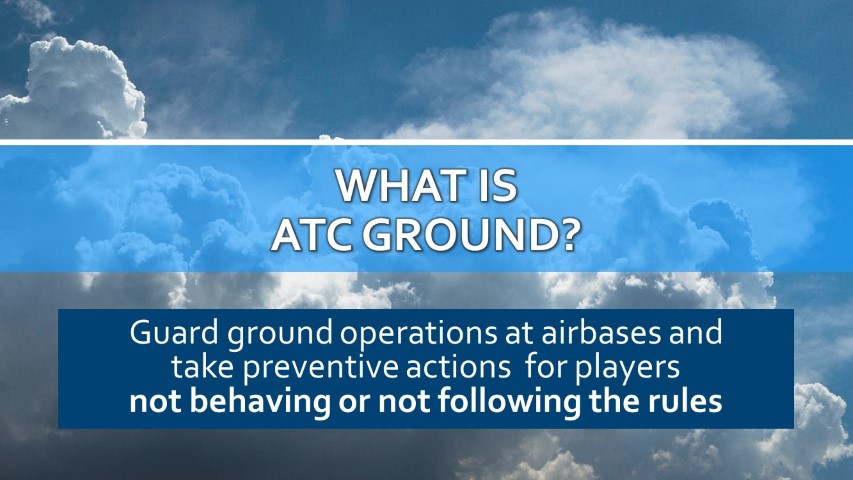 WHAT IS
ATC GROUND?
Guard ground operations at airbases and
take preventive actions  for players
not behaving or not following the rules